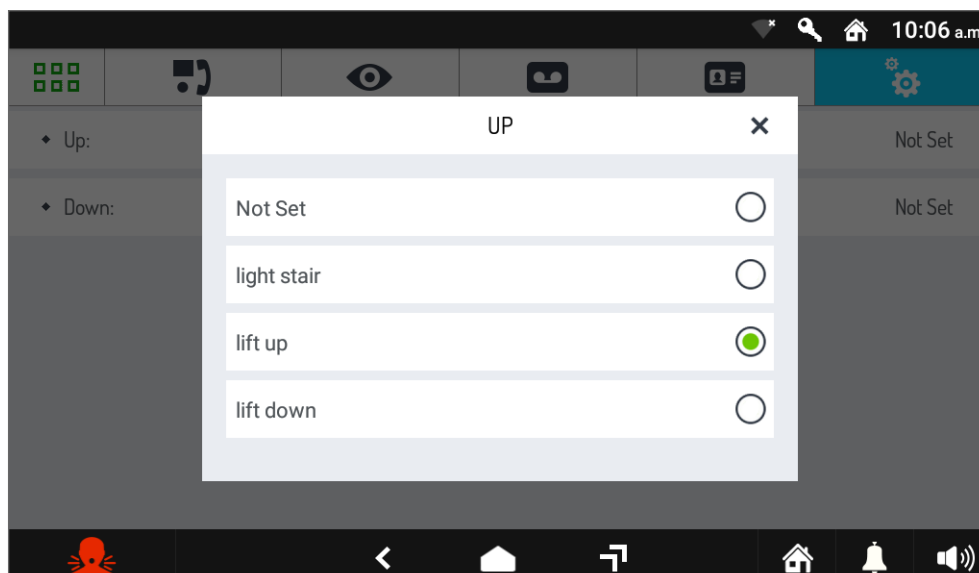 10:06 a.m
UP
Up:
Not Set
Down:
Not Set
Not Set
light stair
lift up
lift down